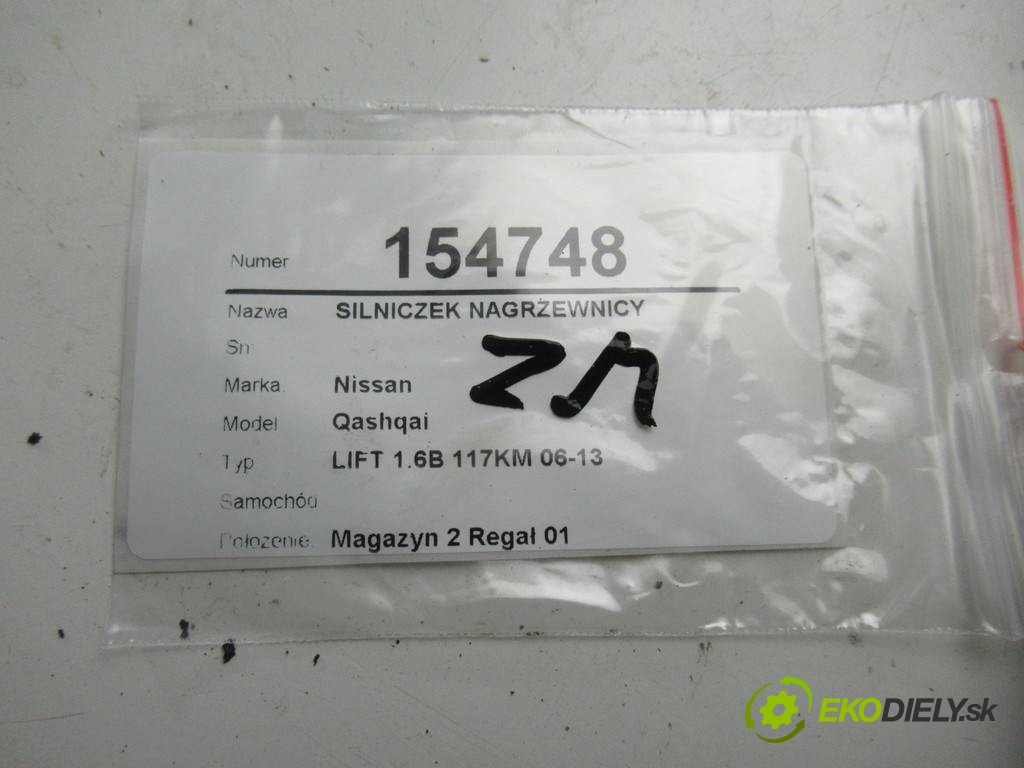 Numer 154748
Nazwa SILNICZEK NAGRZEWNICY
Sn
Marka Nissan
Model Qashqai
Typ LIFT 1.6B 117KM 06-13
Samochód
Położenie Magazyn 2 Regał 01
EKODIELY.sk